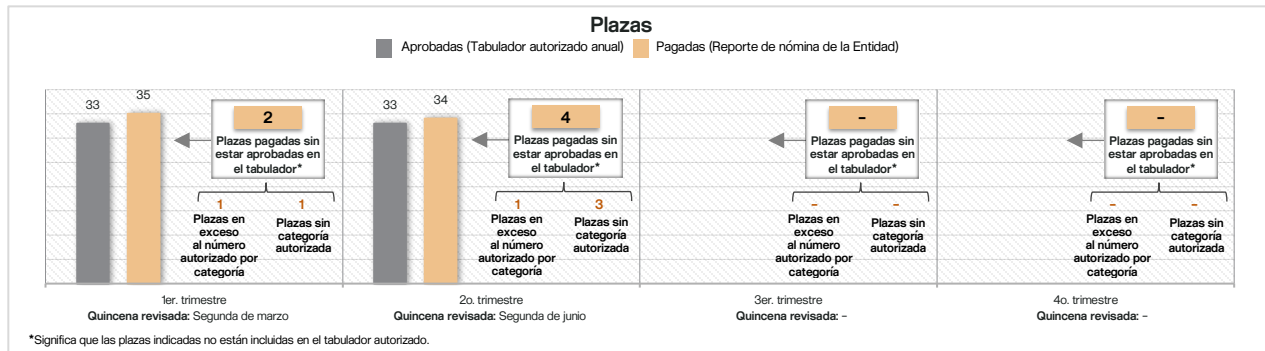 Plazas
Aprobadas (Tabulador autorizado anual)
Pagadas (Reporte de nómina de la Entidad)
33
35
2
Plazas pagadas sin
estar aprobadas en
el tabulador*
1
1
Plazas en
exceso
al número
autorizado por
categoría
Plazas sin
categoría
autorizada
33
34
4
Plazas pagadas sin
estar aprobadas en
el tabulador*
1
3
Plazas en
exceso
al número
autorizado por
categoría
Plazas sin
categoría
autorizada
-
Plazas pagadas sin
estar aprobadas en
el tabulador*
-
-
Plazas en
exceso
al número
autorizado por
categoría
Plazas sin
categoría
autorizada
-
Plazas pagadas sin
estar aprobadas en
el tabulador*
-
-
Plazas en
exceso
al número
autorizado por
categoría
Plazas sin
categoría
autorizada
1er. trimestre
Quincena revisada: Segunda de marzo
2o. trimestre
Quincena revisada: Segunda de junio
3er. trimestre
Quincena revisada: -
4o. trimestre
Quincena revisada: -
*Significa que las plazas indicadas no están incluidas en el tabulador autorizado.